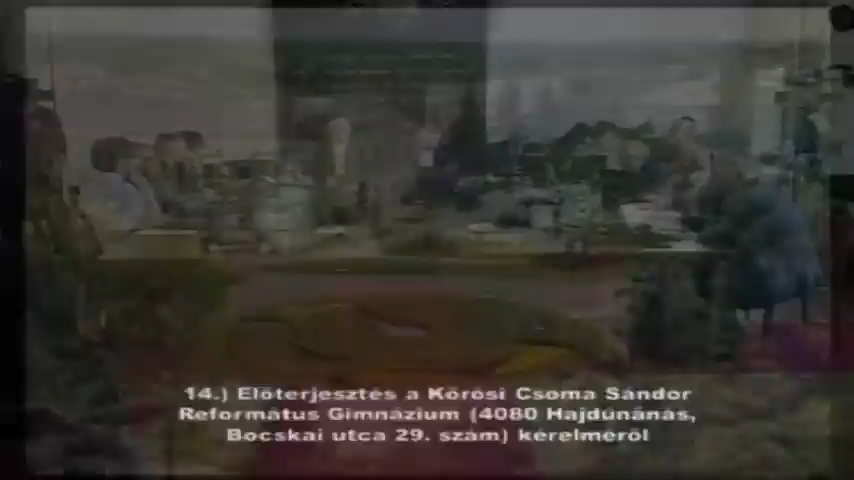 14.) Előterjesztés a Kőrösi Csoma Sándor
Református Gimnázium (4080 Hajdúnánás,
Bocskai utca 29. szám) kérelméről